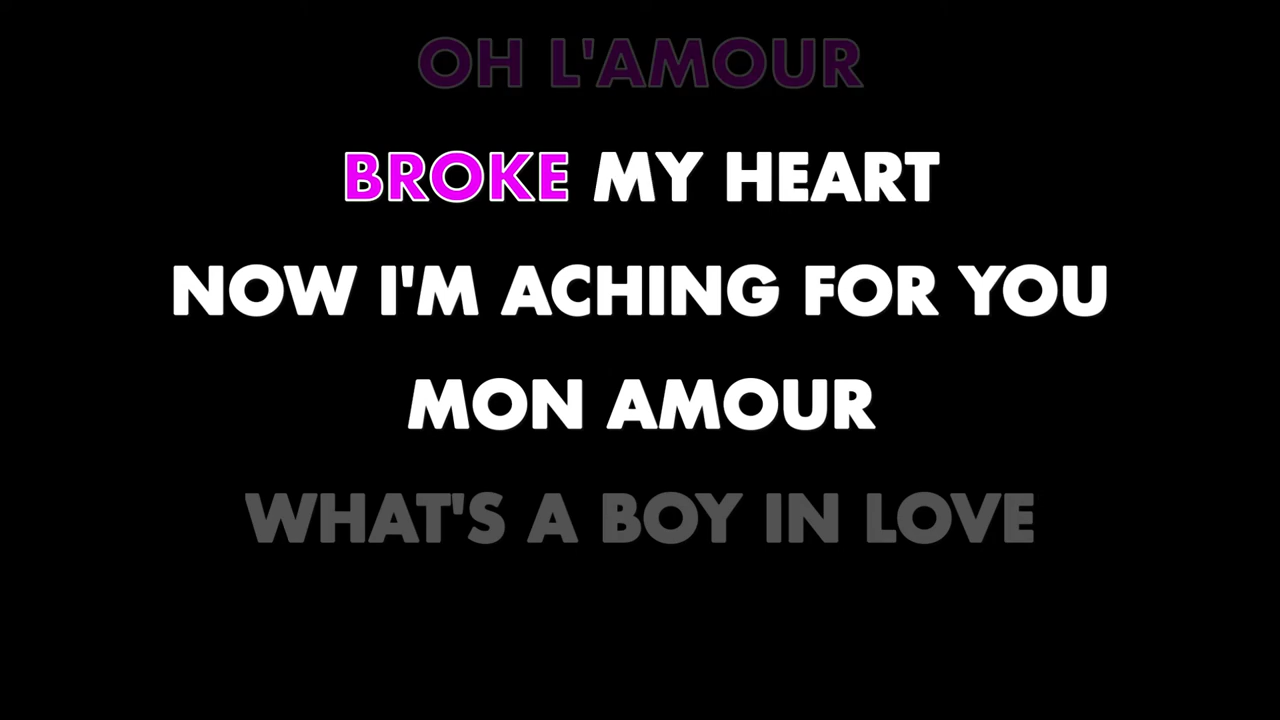 OH L'AMOUR
BROKE MY HEART
NOW I'M ACHING FOR YOU
MON AMOUR
WHAT'S A BOY IN LOVE